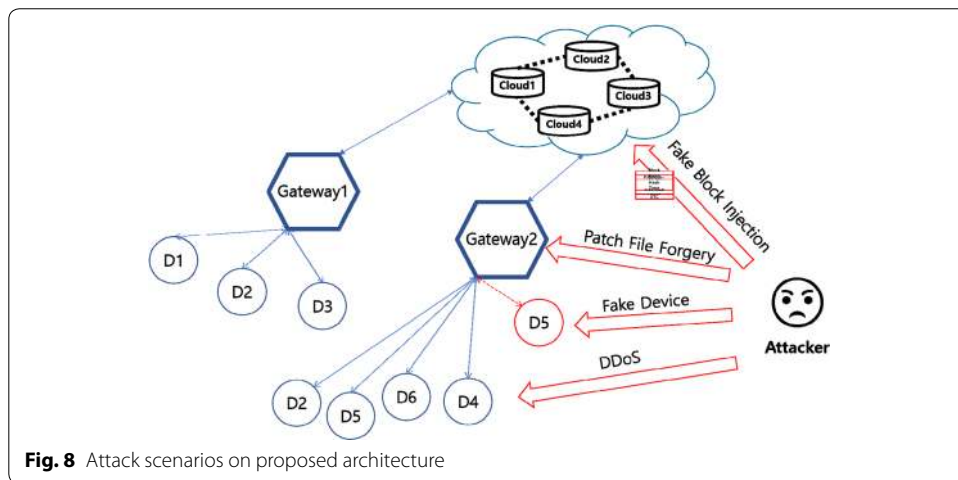 Cloud2
Cloud1
Cloud3
Cloud4
Fake Block Injection
Gateway1
Gateway2
Patch File Forgery
D1
D2
D3
Fake Device
D5
Attacker
DDoS
D2
D5
D6
D4
Fig. 8 Attack scenarios on proposed architecture